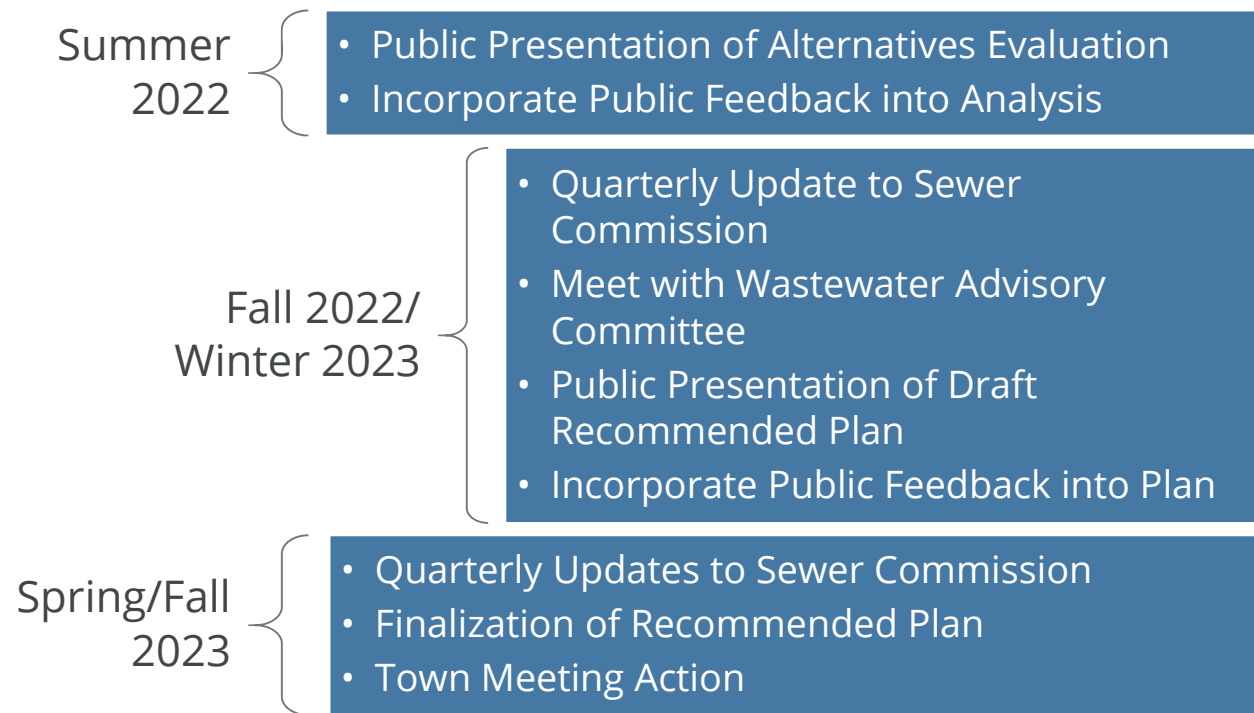 Summer
2022
• Public Presentation of Alternatives Evaluation
• Incorporate Public Feedback into Analysis
Fall 2022/
Winter 2023
• Quarterly Update to Sewer
Commission
• Meet with Wastewater Advisory
Committee
• Public Presentation of Draft
Recommended Plan
• Incorporate Public Feedback into Plan
Spring/Fall
2023
• Quarterly Updates to Sewer Commission
• Finalization of Recommended Plan
• Town Meeting Action